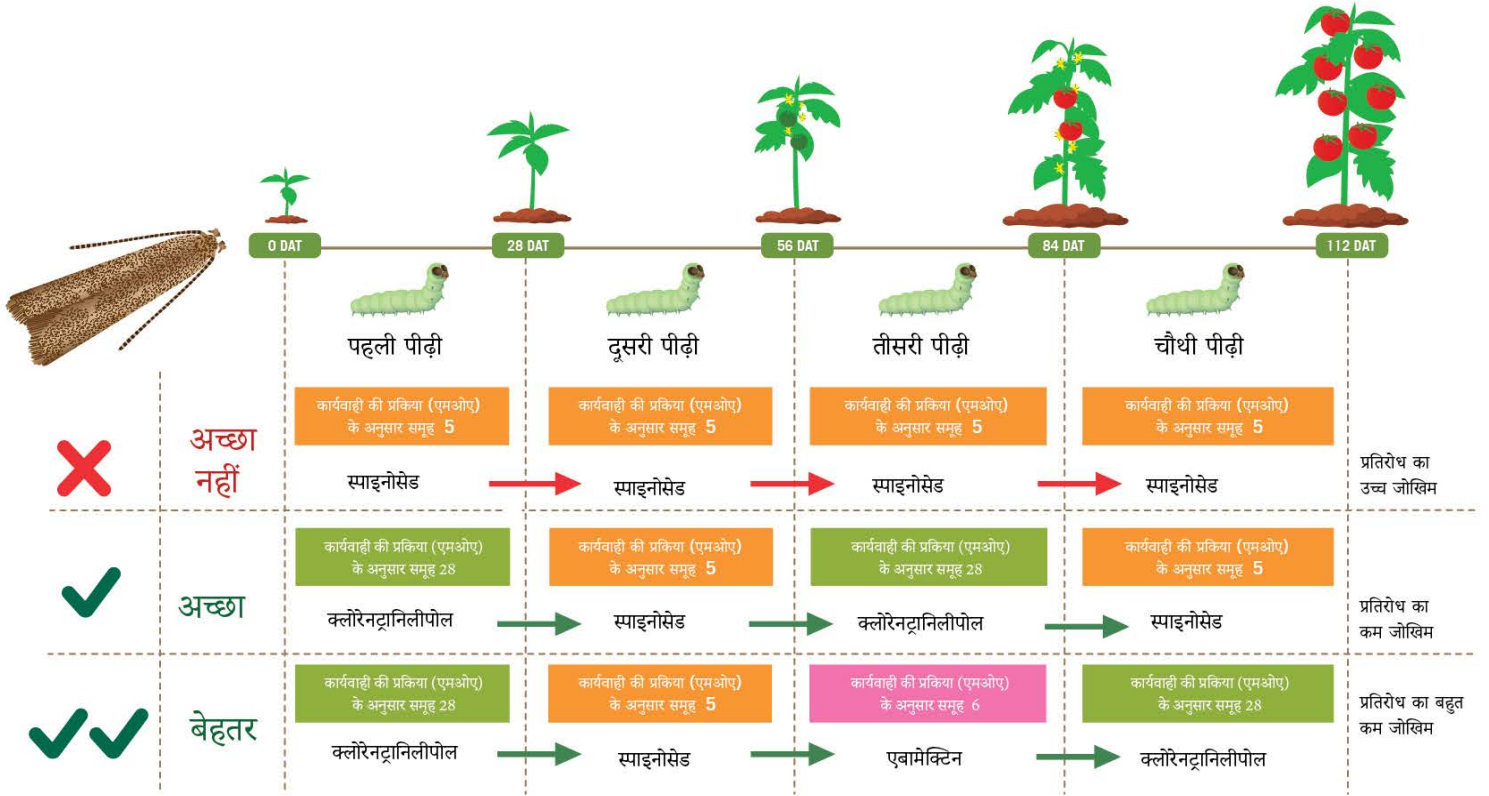 0 DAT
28 DAT
56 DAT
84 DAT
112 DAT
पहली पीढ़ी
दूसरी पीढ़ी
तीसरी पीढ़ी
चौथी पीढ़ी
अच्छा
नहीं
कार्यवाही की प्रकिया (एमओए)
के अनुसार समूह 5
स्पाइनोसेड
कार्यवाही की प्रकिया (एमओए)
के अनुसार समूह 5
स्पाइनोसेड
कार्यवाही की प्रकिया (एमओए)
के अनुसार समूह 5
स्पाइनोसेड
कार्यवाही की प्रकिया (एमओए)
के अनुसार समूह 5
स्पाइनोसेड
प्रतिरोध का
उच्च जोखिम
अच्छा
कार्यवाही की प्रकिया (एमओए)
के अनुसार समूह 28
क्लोरेनट्रानिलीपोल
कार्यवाही की प्रकिया (एमओए)
के अनुसार समूह 5
स्पाइनोसेड
कार्यवाही की प्रकिया (एमओए)
के अनुसार समूह 28
क्लोरेनट्रानिलीपोल
कार्यवाही की प्रकिया (एमओए)
के अनुसार समूह 5
स्पाइनोसेड
प्रतिरोध का
कम जोखिम
बेहतर
कार्यवाही की प्रकिया (एमओए)
के अनुसार समूह 28
क्लोरेनट्रानिलीपोल
कार्यवाही की प्रकिया (एमओए)
के अनुसार समूह 5
स्पाइनोसेड
कार्यवाही की प्रकिया (एमओए)
के अनुसार समूह 6
एबामेक्टिन
कार्यवाही की प्रकिया (एमओए)
के अनुसार समूह 28
क्लोरेनट्रानिलीपोल
प्रतिरोध का बहुत
कम जोखिम